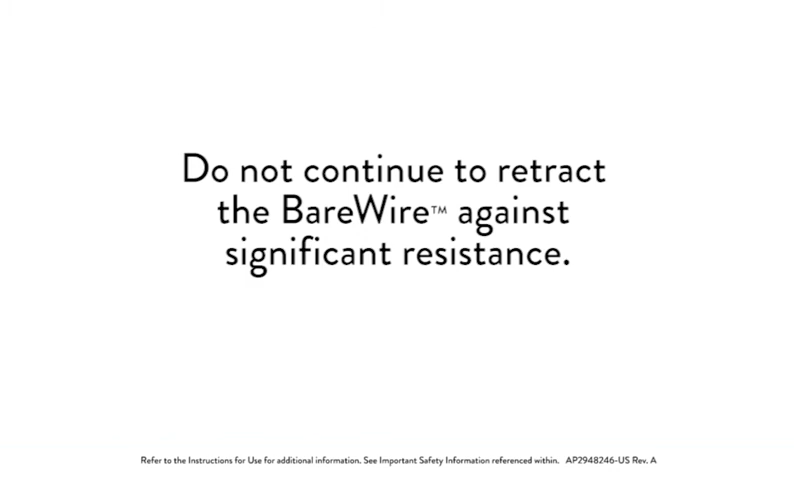 Do not continue to retract
the BareWire™ against
significant resistance.
Refer to the Instructions for Use for additional information. See Important Safety Information referenced within. AP2948246-US Rev. A